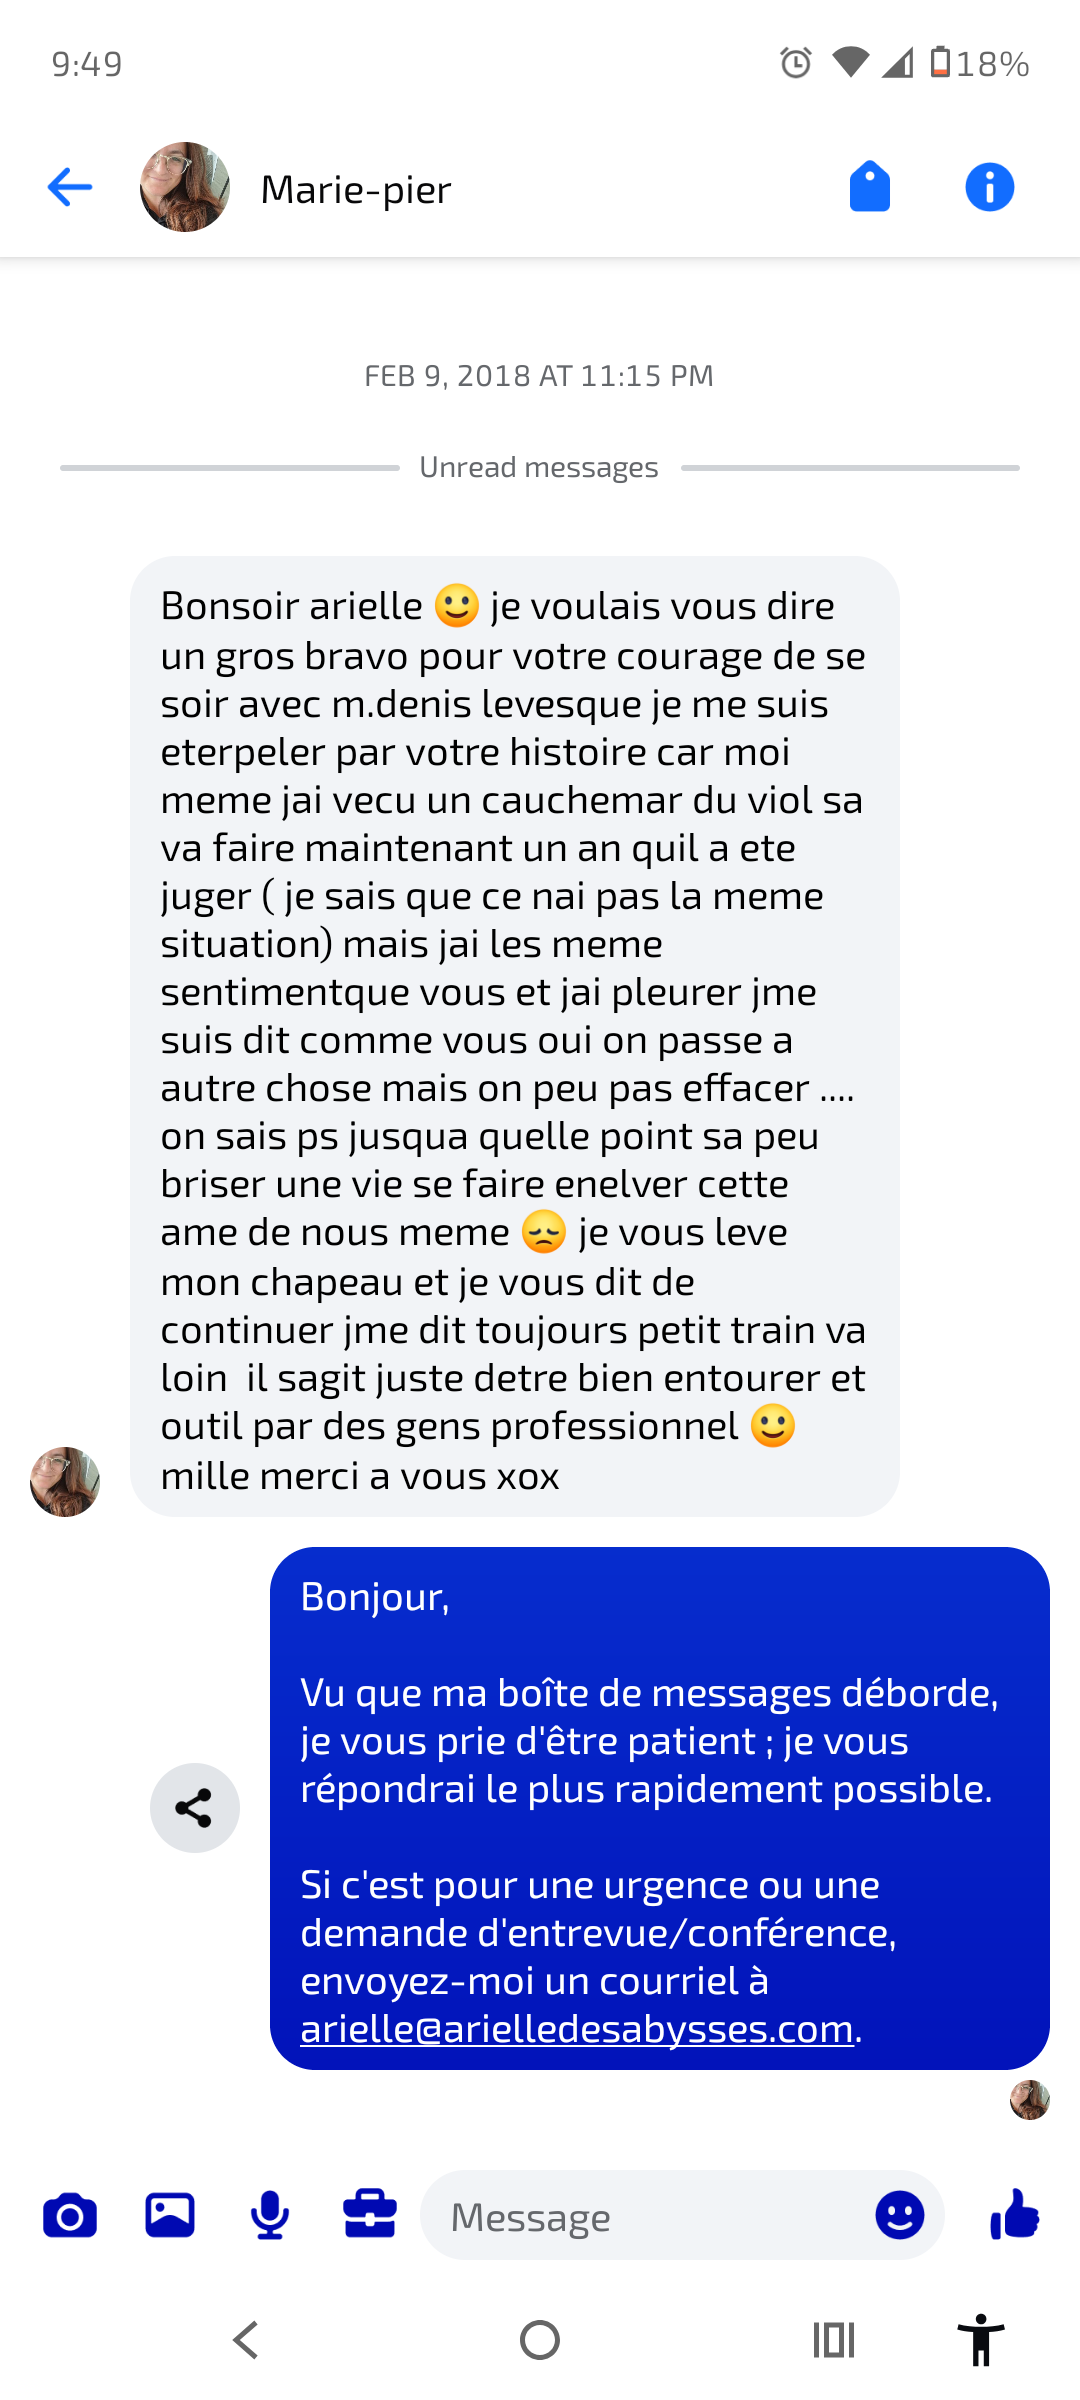 9:49
18%
Marie-pier
FEB 9, 2018 AT 11:15 PM
Unread messages
Bonsoir arielle 🙂 je voulais vous dire
un gros bravo pour votre courage de se
soir avec m.denis levesque je me suis
eterpeler par votre histoire car moi
meme jai vecu un cauchemar du viol sa
va faire maintenant un an quil a ete
juger ( je sais que ce nai pas la meme
situation) mais jai les meme
sentimentque vous et jai pleurer jme
suis dit comme vous oui on passe a
autre chose mais on peu pas effacer ....
on sais ps jusqua quelle point sa peu
briser une vie se faire enelver cette
ame de nous meme 😞 je vous leve
mon chapeau et je vous dit de
continuer jme dit toujours petit train va
loin  il sagit juste detre bien entourer et
outil par des gens professionnel 🙂
mille merci a vous xox
Bonjour,
Vu que ma boîte de messages déborde,
je vous prie d'être patient ; je vous
répondrai le plus rapidement possible.
Si c'est pour une urgence ou une
demande d'entrevue/conférence,
envoyez-moi un courriel à
arielle@arielledesabysses.com.
Message